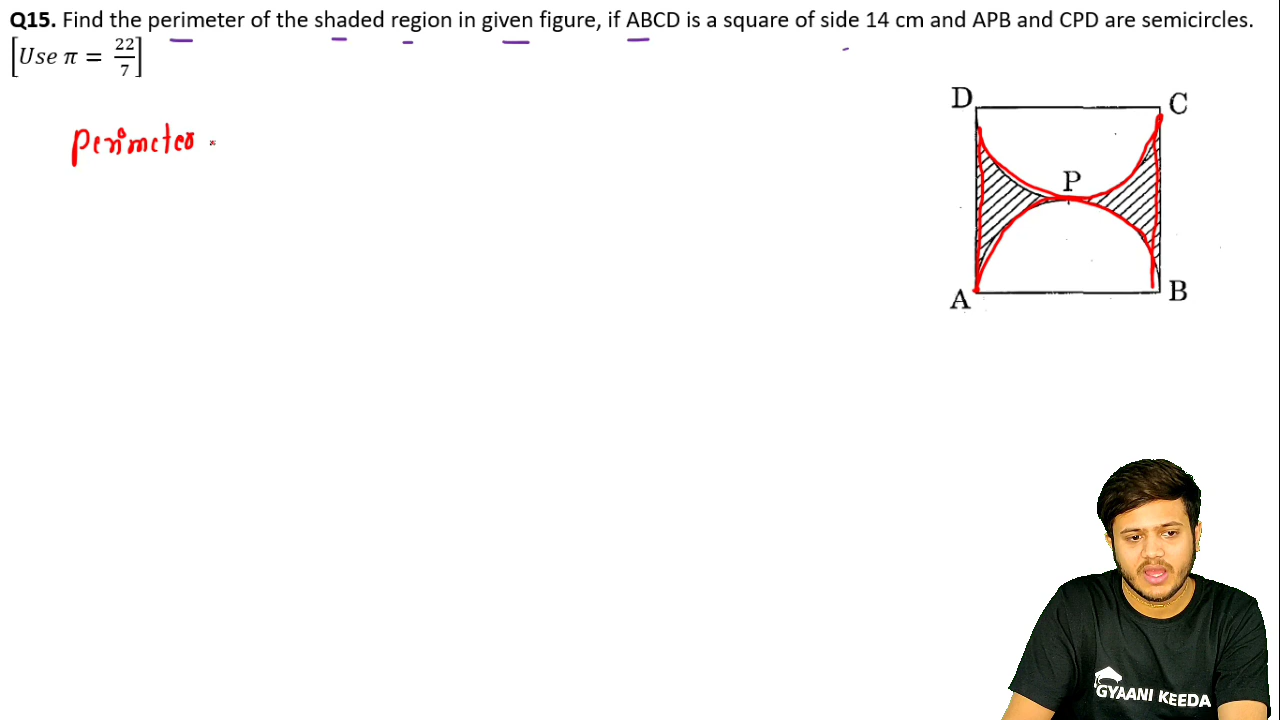 Q15. Find the perimeter of the shaded region in given figure, if ABCD is a square of side 14 cm and APB and CPD are semicircles.
[Use π = 22/7]
Perimeter
D
C
P
A
B
GYAANI KEEDA